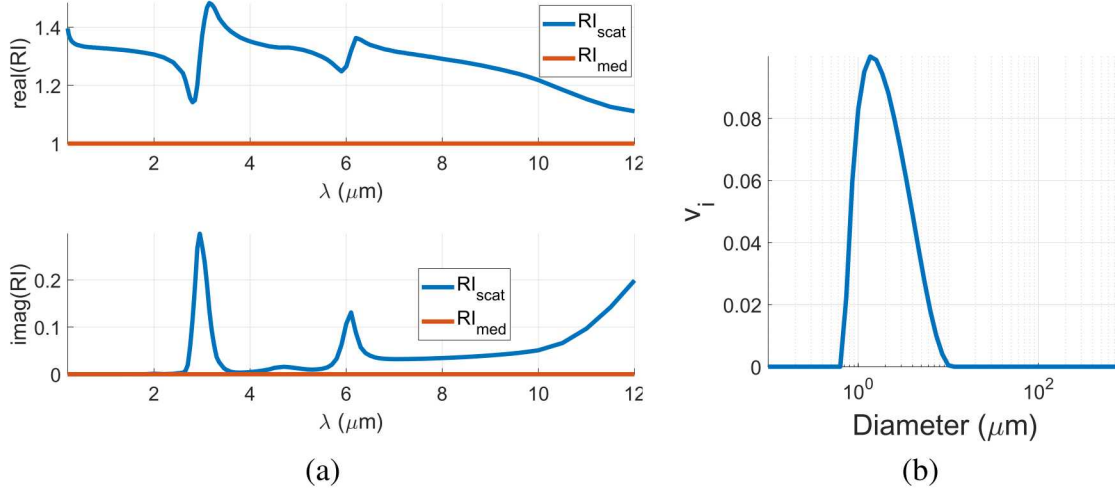 1.4
1.2
1
real(RI)
RI_scat
RI_med
2 4 6 8 10 12
λ (μm)
0.2
0.1
0
imag(RI)
RI_scat
RI_med
2 4 6 8 10 12
λ (μm)
(a)
0.08
0.06
0.04
0.02
0
v_i
10^0 10^2
Diameter (μm)
(b)